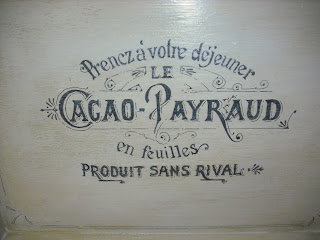 Prenez à votre déjeuner
LE
CACAO-PAYRAUD
en feuilles
PRODUIT SANS RIVAL.